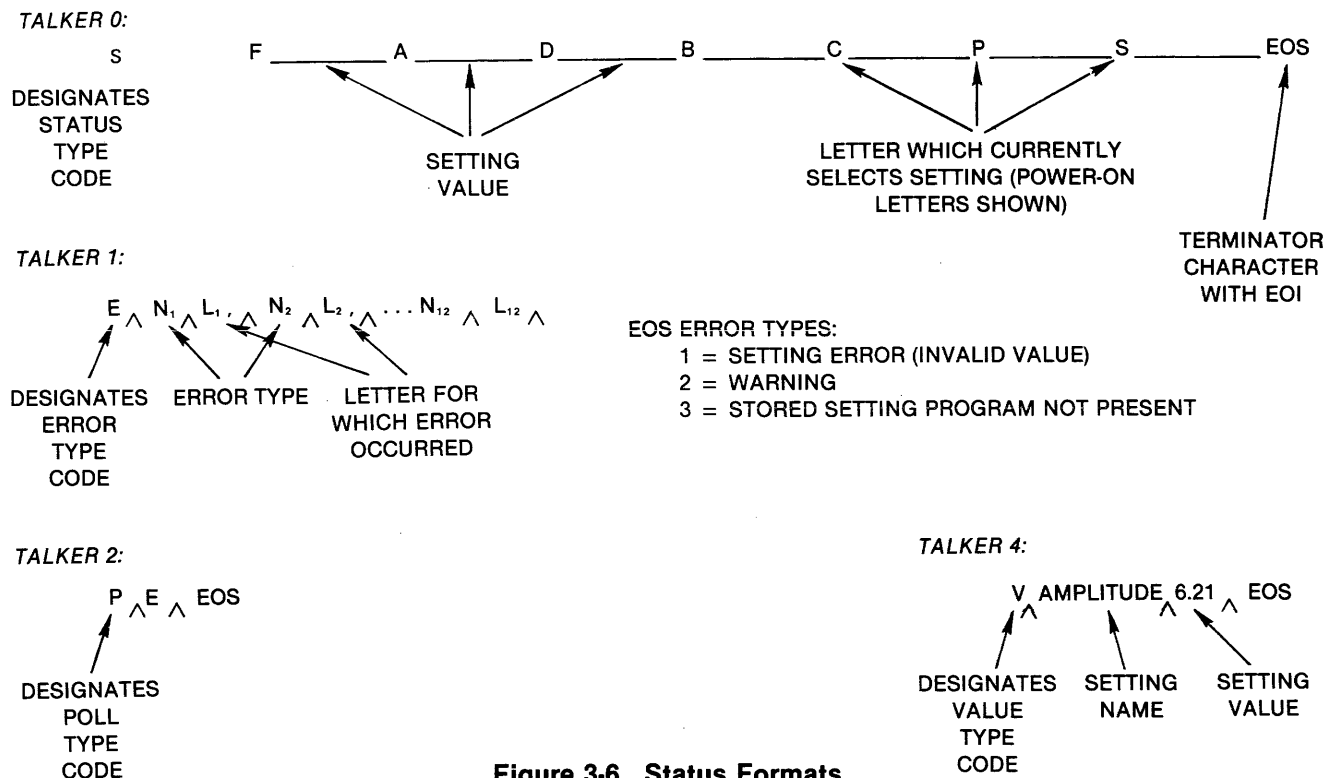 TALKER 0:
S F A D B C P S EOS
DESIGNATES
STATUS
TYPE
CODE
SETTING
VALUE
LETTER WHICH CURRENTLY
SELECTS SETTING (POWER-ON
LETTERS SHOWN)
TERMINATOR
CHARACTER
WITH EOI
TALKER 1:
E ^ N₁ ^ L₁, ^ N₂ ^ L₂, ^ ... N₁₂ ^ L₁₂ ^
DESIGNATES
ERROR
TYPE
CODE
ERROR TYPE
LETTER FOR
WHICH ERROR
OCCURRED
EOS ERROR TYPES:
1 = SETTING ERROR (INVALID VALUE)
2 = WARNING
3 = STORED SETTING PROGRAM NOT PRESENT
TALKER 2:
P ^ E ^ EOS
DESIGNATES
POLL
TYPE
CODE
TALKER 4:
V ^ AMPLITUDE ^ 6.21 ^ EOS
DESIGNATES
VALUE
TYPE
CODE
SETTING
NAME
SETTING
VALUE
Figure 3-6. Status Formats